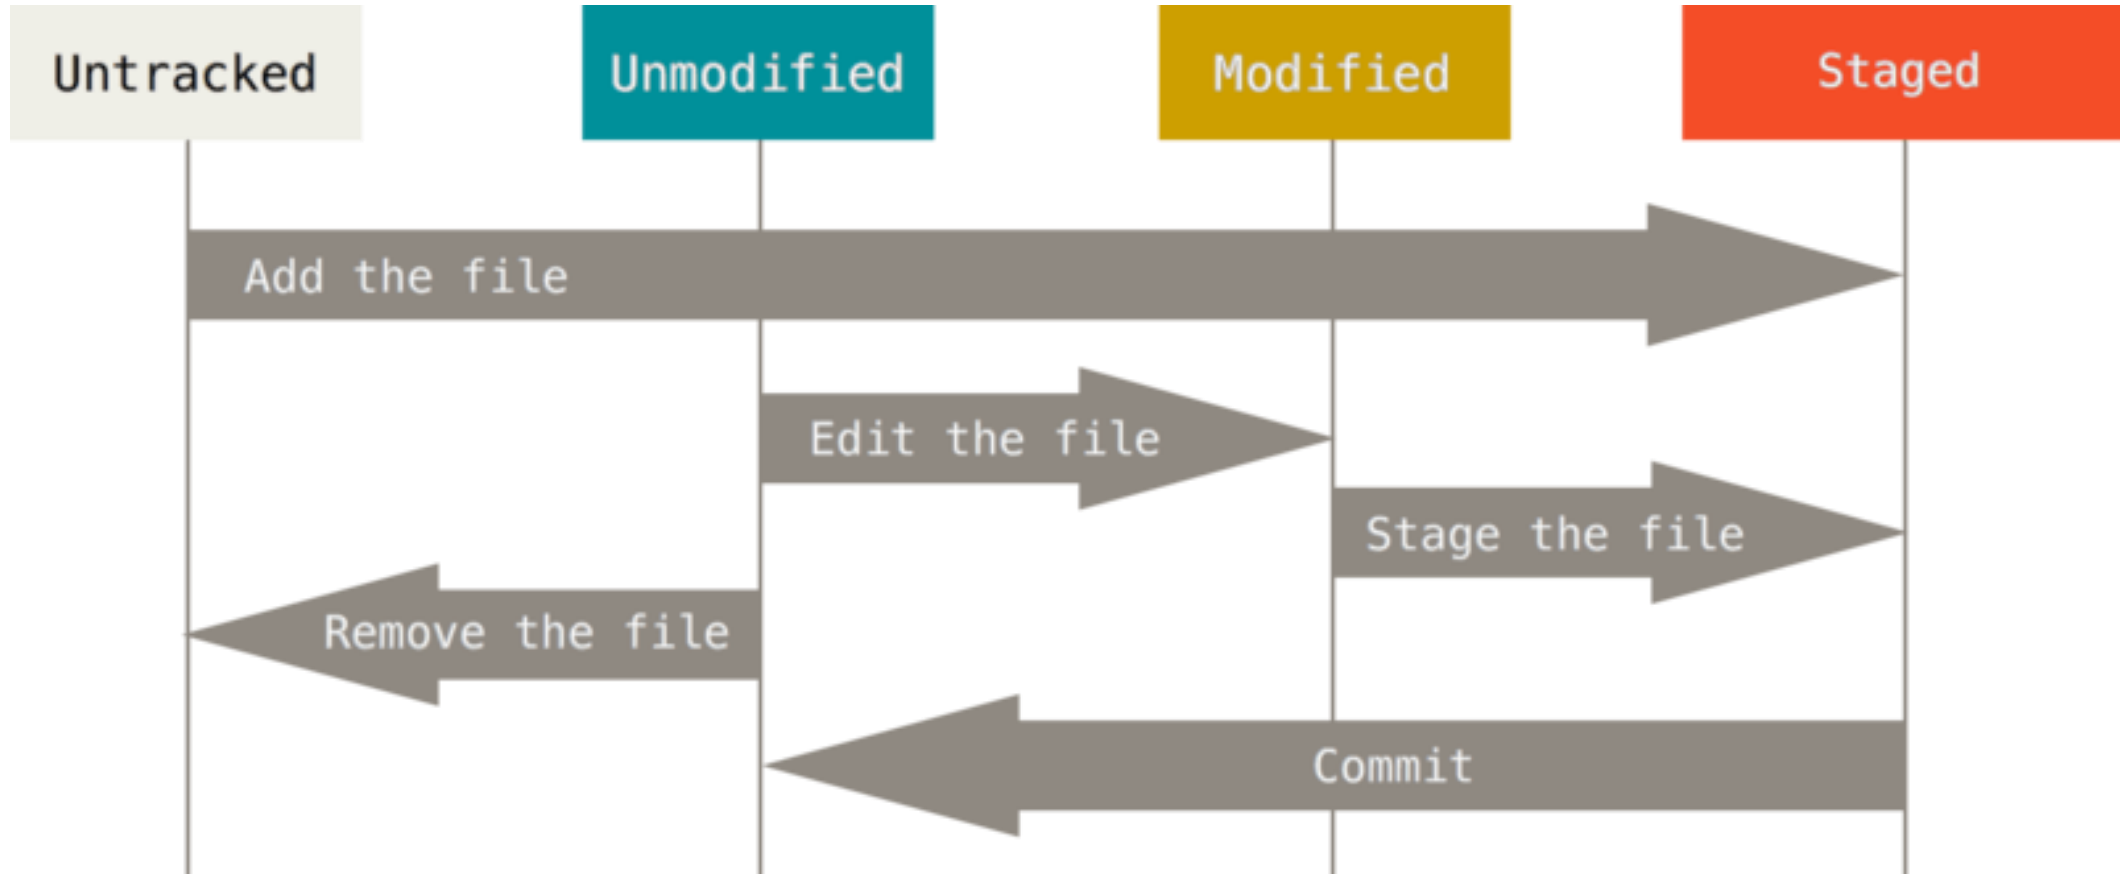 Untracked
Unmodified
Modified
Staged
Add the file
Edit the file
Stage the file
Remove the file
Commit